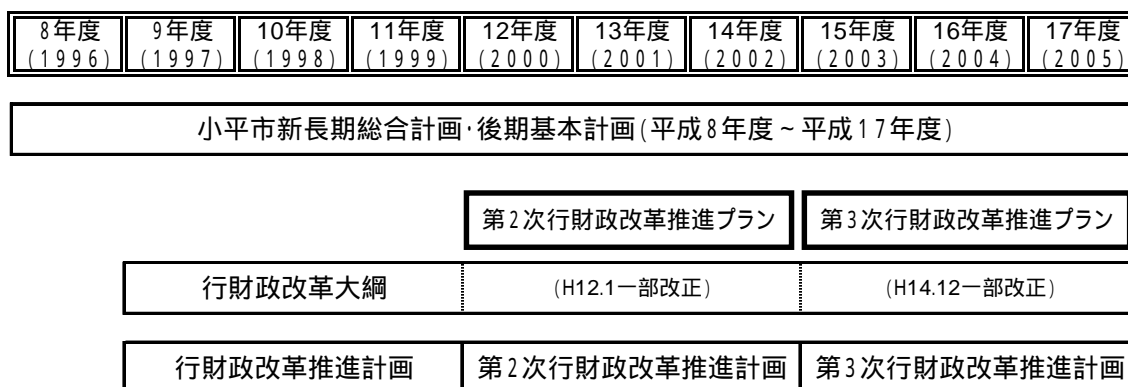 8年度 9年度 10年度 11年度 12年度 13年度 14年度 15年度 16年度 17年度
(1996) (1997) (1998) (1999) (2000) (2001) (2002) (2003) (2004) (2005)
小平市新長期総合計画・後期基本計画(平成8年度~平成17年度)
第2次行財政改革推進プラン 第3次行財政改革推進プラン
行財政改革大綱 (H12.1一部改正) (H14.12一部改正)
行財政改革推進計画 第2次行財政改革推進計画 第3次行財政改革推進計画